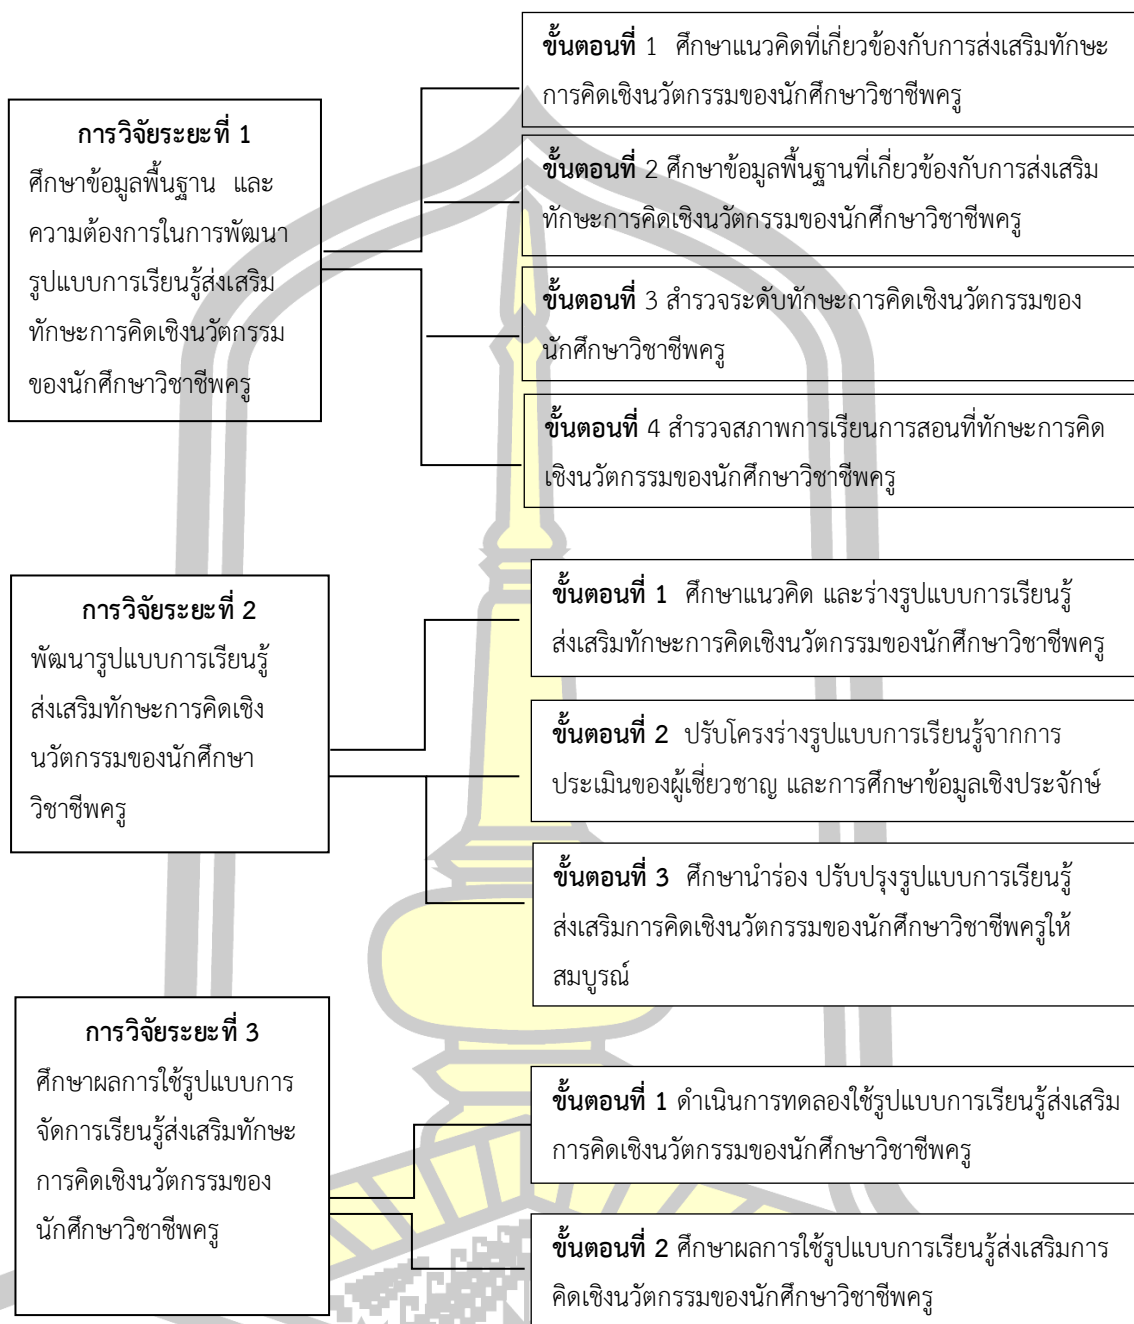 การวิจัยระยะที่ 1
ศึกษาข้อมูลพื้นฐาน และ
ความต้องการในการพัฒนา
รูปแบบการเรียนรู้ส่งเสริม
ทักษะการคิดเชิงนวัตกรรม
ของนักศึกษาวิชาชีพครู
ขั้นตอนที่ 1 ศึกษาแนวคิดที่เกี่ยวข้องกับการส่งเสริมทักษะ
การคิดเชิงนวัตกรรมของนักศึกษาวิชาชีพครู
ขั้นตอนที่ 2 ศึกษาข้อมูลพื้นฐานที่เกี่ยวข้องกับการส่งเสริม
ทักษะการคิดเชิงนวัตกรรมของนักศึกษาวิชาชีพครู
ขั้นตอนที่ 3 สำรวจระดับทักษะการคิดเชิงนวัตกรรมของ
นักศึกษาวิชาชีพครู
ขั้นตอนที่ 4 สำรวจสภาพการเรียนการสอนที่ทักษะการคิด
เชิงนวัตกรรมของนักศึกษาวิชาชีพครู
การวิจัยระยะที่ 2
พัฒนารูปแบบการเรียนรู้
ส่งเสริมทักษะการคิดเชิง
นวัตกรรมของนักศึกษา
วิชาชีพครู
ขั้นตอนที่ 1 ศึกษาแนวคิด และร่างรูปแบบการเรียนรู้
ส่งเสริมทักษะการคิดเชิงนวัตกรรมของนักศึกษาวิชาชีพครู
ขั้นตอนที่ 2 ปรับโครงร่างรูปแบบการเรียนรู้จากการ
ประเมินของผู้เชี่ยวชาญ และการศึกษาข้อมูลเชิงประจักษ์
ขั้นตอนที่ 3 ศึกษานำร่อง ปรับปรุงรูปแบบการเรียนรู้
ส่งเสริมการคิดเชิงนวัตกรรมของนักศึกษาวิชาชีพครูให้
สมบูรณ์
การวิจัยระยะที่ 3
ศึกษาผลการใช้รูปแบบการ
จัดการเรียนรู้ส่งเสริมทักษะ
การคิดเชิงนวัตกรรมของ
นักศึกษาวิชาชีพครู
ขั้นตอนที่ 1 ดำเนินการทดลองใช้รูปแบบการเรียนรู้ส่งเสริม
การคิดเชิงนวัตกรรมของนักศึกษาวิชาชีพครู
ขั้นตอนที่ 2 ศึกษาผลการใช้รูปแบบการเรียนรู้ส่งเสริมการ
คิดเชิงนวัตกรรมของนักศึกษาวิชาชีพครู